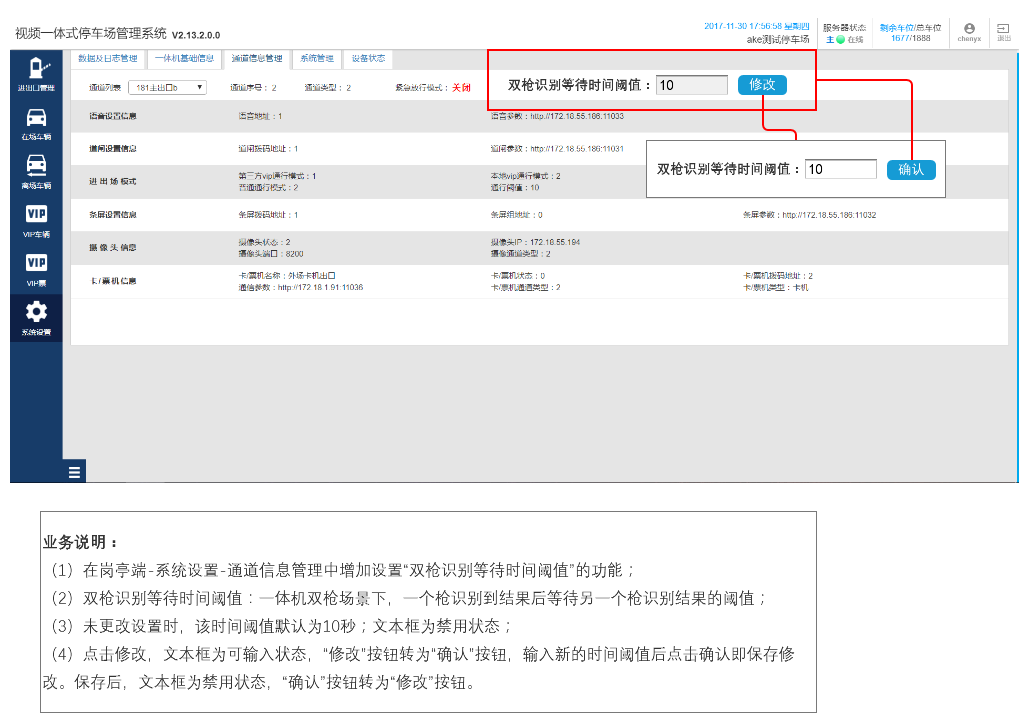 视频一体式停车场管理系统 V2.13.2.0.0
2017-11-30 17:56:58 星期四
ake测试停车场
服务器状态
主 在线
剩余车位/总车位
1677/1888
chenyx
退出
数据及日志管理 一体机基础信息 通道信息管理 系统管理 设备状态
进出口管理
在场车辆
离场车辆
VIP
VIP车辆
VIP
VIP票
系统设置
通道列表 181主出口b 通道序号：2 通道类型：2 紧急放行模式：关闭
双枪识别等待时间阈值： 10 修改
双枪识别等待时间阈值： 10 确认
语音设置信息 语音地址：1 语音参数：http://172.18.55.186:11033
道闸设置信息 道闸拨码地址：1 道闸参数：http://172.18.55.186:11031
进 出 场 模式 第三方vip通行模式：1 本地vip通行模式：2
普通通行模式：2 通行阈值：10
条屏设置信息 条屏拨码地址：1 条屏组地址：0 条屏参数：http://172.18.55.186:11032
摄 像 头 信息 摄像头状态：2 摄像头IP：172.18.55.194
摄像头端口：8200 摄像通道类型：2
卡/票 机 信息 卡/票机名称：外场卡机出口 卡/票机状态：0 卡/票机拨码地址：2
通信参数：http://172.18.1.91:11036 卡/票机通道类型：2 卡/票机类型：卡机
业务说明：
（1）在岗亭端-系统设置-通道信息管理中增加设置“双枪识别等待时间阈值”的功能；
（2）双枪识别等待时间阈值：一体机双枪场景下，一个枪识别到结果后等待另一个枪识别结果的阈值；
（3）未更改设置时，该时间阈值默认为10秒；文本框为禁用状态；
（4）点击修改，文本框为可输入状态，“修改”按钮转为“确认”按钮，输入新的时间阈值后点击确认即保存修
改。保存后，文本框为禁用状态，“确认”按钮转为“修改”按钮。